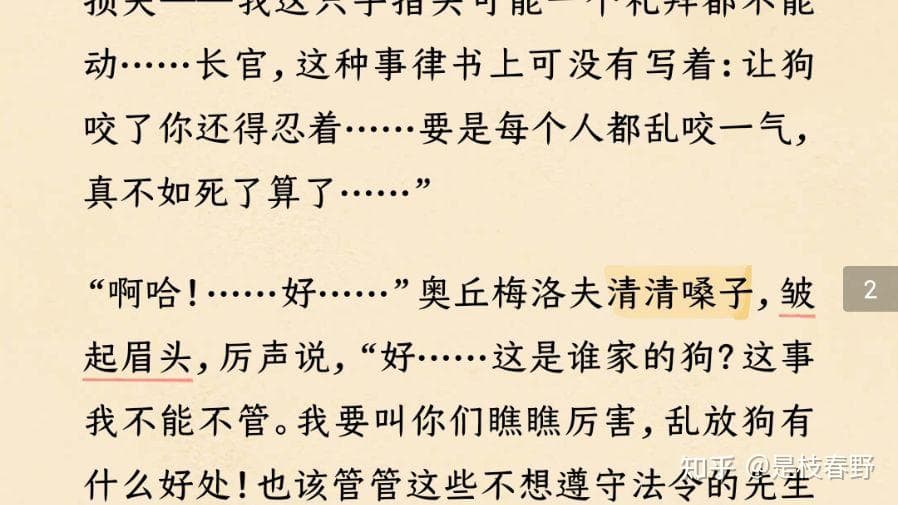 损失——我这只手指头可能一个礼拜都不能
动……长官，这种事律书上可没有写着：让狗
咬了你还得忍着……要是每个人都乱咬一气，
真不如死了算了……”
“啊哈！……好……”奥丘梅洛夫清清嗓子，皱
起眉头，厉声说，“好……这是谁家的狗？这事
我不能不管。我要叫你们瞧瞧厉害，乱放狗有
什么好处！也该管管这些不想遵守法令的先生
2
知乎 @是枝春野